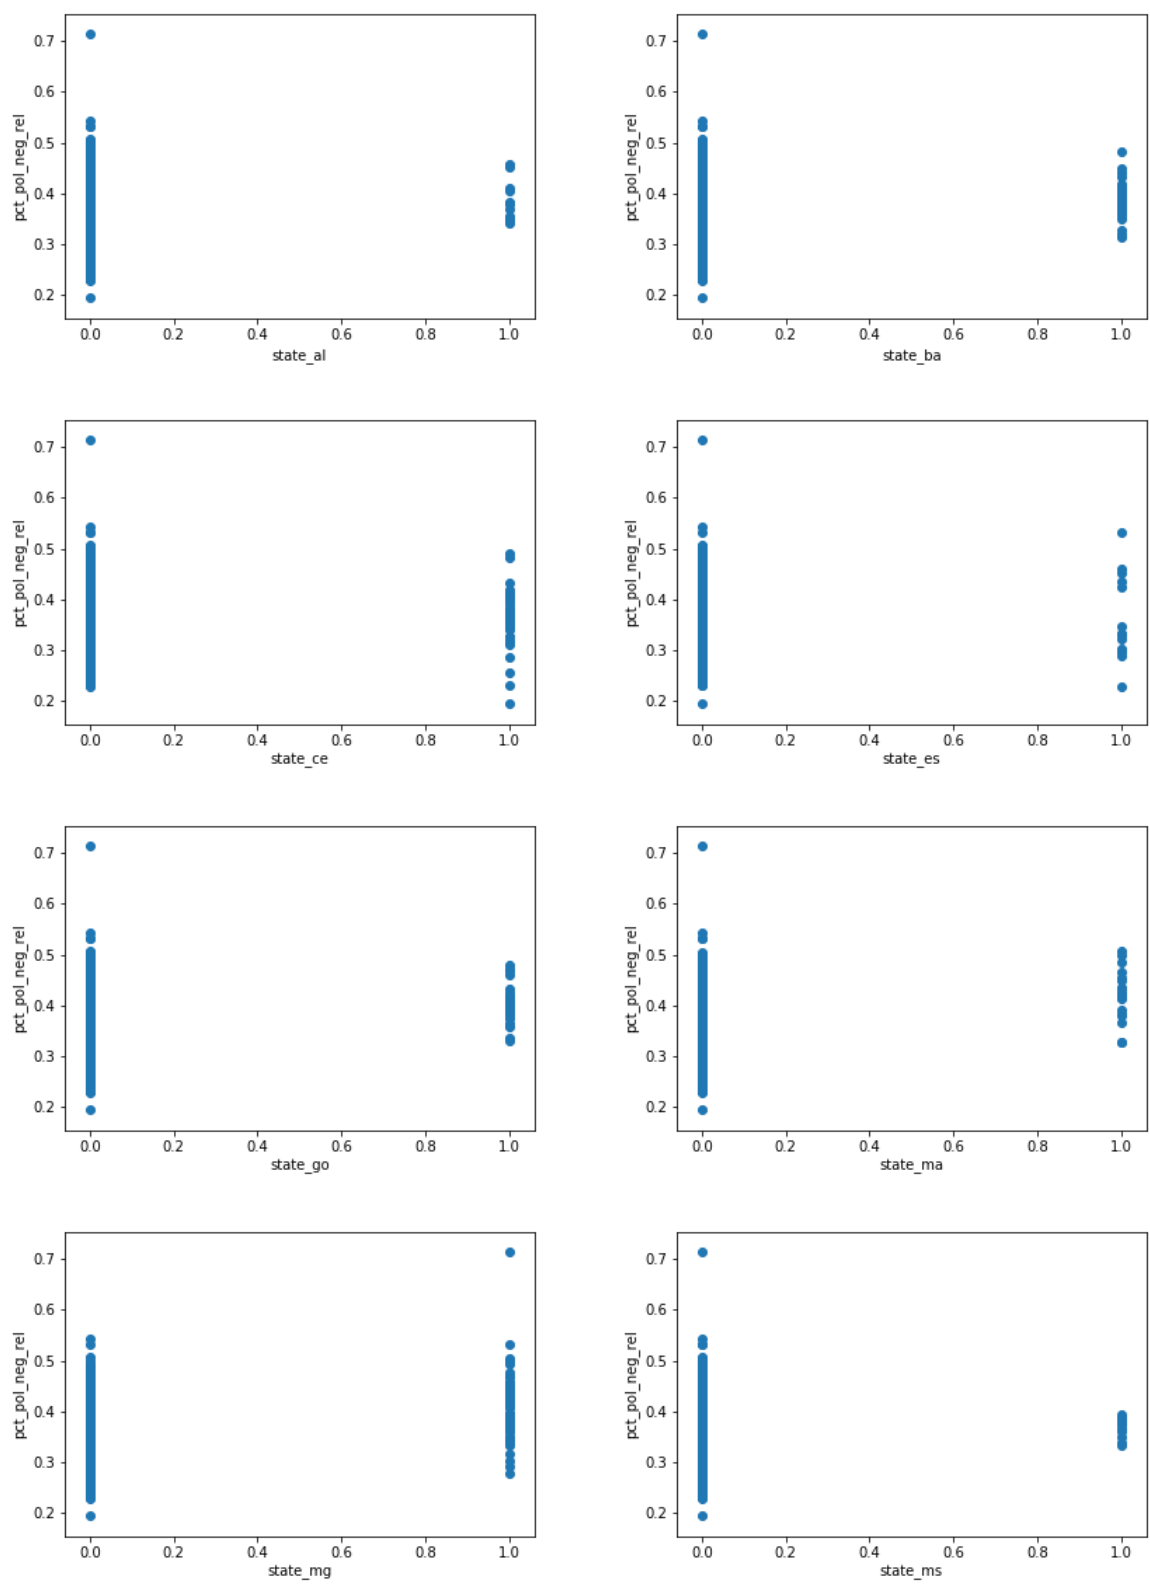 0.7 0.7
0.6 0.6
0.5 0.5
pct_pol_neg_rel pct_pol_neg_rel
0.4 0.4
0.3 0.3
0.2 0.2
0.0 0.2 0.4 0.6 0.8 1.0 0.0 0.2 0.4 0.6 0.8 1.0
state_al state_ba
0.7 0.7
0.6 0.6
0.5 0.5
pct_pol_neg_rel pct_pol_neg_rel
0.4 0.4
0.3 0.3
0.2 0.2
0.0 0.2 0.4 0.6 0.8 1.0 0.0 0.2 0.4 0.6 0.8 1.0
state_ce state_es
0.7 0.7
0.6 0.6
0.5 0.5
pct_pol_neg_rel pct_pol_neg_rel
0.4 0.4
0.3 0.3
0.2 0.2
0.0 0.2 0.4 0.6 0.8 1.0 0.0 0.2 0.4 0.6 0.8 1.0
state_go state_ma
0.7 0.7
0.6 0.6
0.5 0.5
pct_pol_neg_rel pct_pol_neg_rel
0.4 0.4
0.3 0.3
0.2 0.2
0.0 0.2 0.4 0.6 0.8 1.0 0.0 0.2 0.4 0.6 0.8 1.0
state_mg state_ms